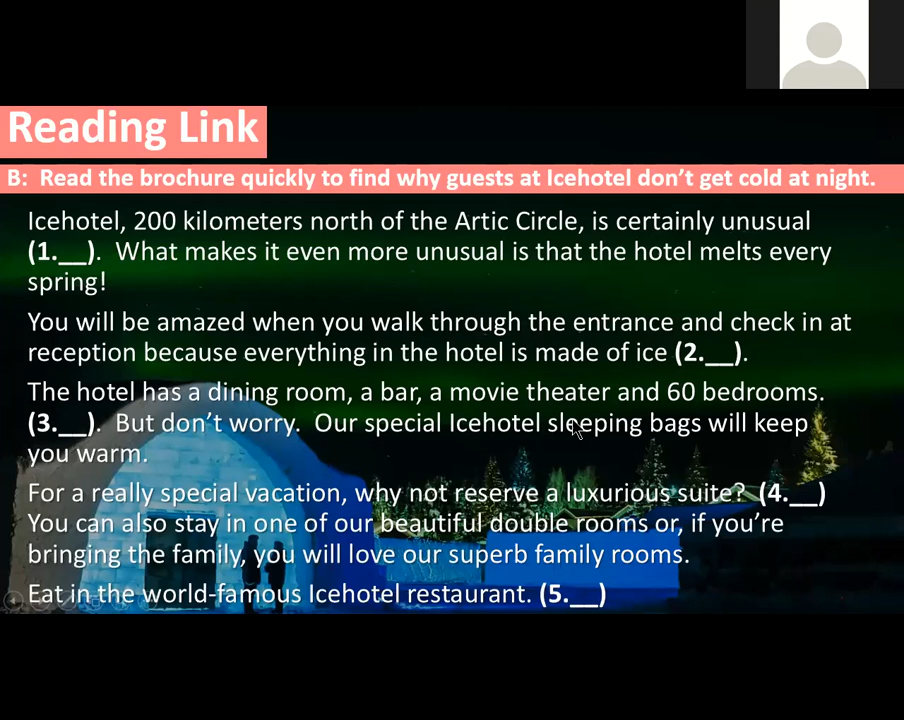 Reading Link
B: Read the brochure quickly to find why guests at Icehotel don't get cold at night.
Icehotel, 200 kilometers north of the Artic Circle, is certainly unusual
(1.__). What makes it even more unusual is that the hotel melts every
spring!
You will be amazed when you walk through the entrance and check in at
reception because everything in the hotel is made of ice (2.__).
The hotel has a dining room, a bar, a movie theater and 60 bedrooms.
(3.__). But don't worry. Our special Icehotel sleeping bags will keep
you warm.
For a really special vacation, why not reserve a luxurious suite? (4.__)
You can also stay in one of our beautiful double rooms or, if you're
bringing the family, you will love our superb family rooms.
Eat in the world-famous Icehotel restaurant. (5.__)